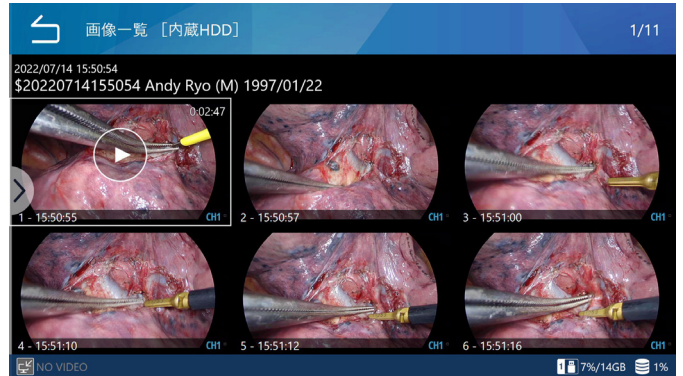 画像一覧 [内蔵HDD]
1/11
2022/07/14 15:50:54
$20220714155054 Andy Ryo (M) 1997/01/22
0:02:47
1 - 15:50:55 CH1
2 - 15:50:57 CH1
3 - 15:51:00 CH1
4 - 15:51:10 CH1
5 - 15:51:12 CH1
6 - 15:51:16 CH1
NO VIDEO
1 7%/14GB 1%